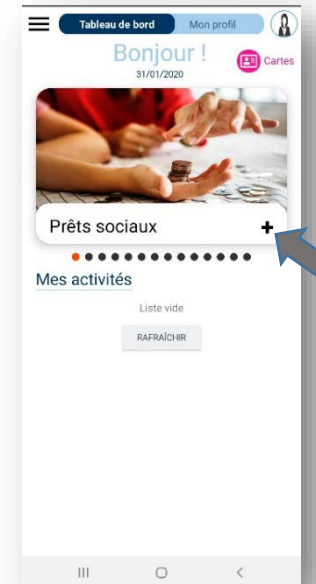 Tableau de bord Mon profil
Bonjour !
31/01/2020
Cartes
Prêts sociaux +
Mes activités
Liste vide
RAFRAÎCHIR